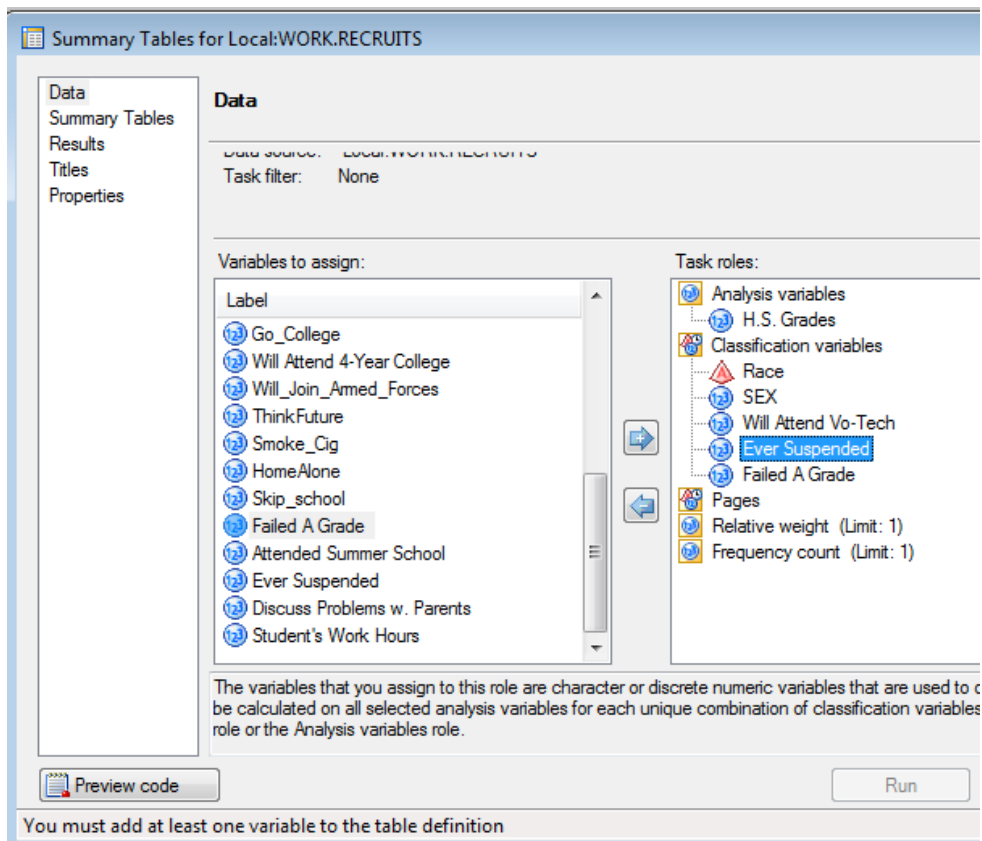 Summary Tables for Local:WORK.RECRUITS
Data
Summary Tables
Results
Titles
Properties
Data
Data source: Local:WORK.RECRUITS
Task filter: None
Variables to assign:
Label
Go_College
Will Attend 4-Year College
Will_Join_Armed_Forces
ThinkFuture
Smoke_Cig
HomeAlone
Skip_school
Failed A Grade
Attended Summer School
Ever Suspended
Discuss Problems w. Parents
Student's Work Hours
Task roles:
Analysis variables
H.S. Grades
Classification variables
Race
SEX
Will Attend Vo-Tech
Ever Suspended
Failed A Grade
Pages
Relative weight (Limit: 1)
Frequency count (Limit: 1)
The variables that you assign to this role are character or discrete numeric variables that are used to
be calculated on all selected analysis variables for each unique combination of classification variables
role or the Analysis variables role.
Preview code
Run
You must add at least one variable to the table definition